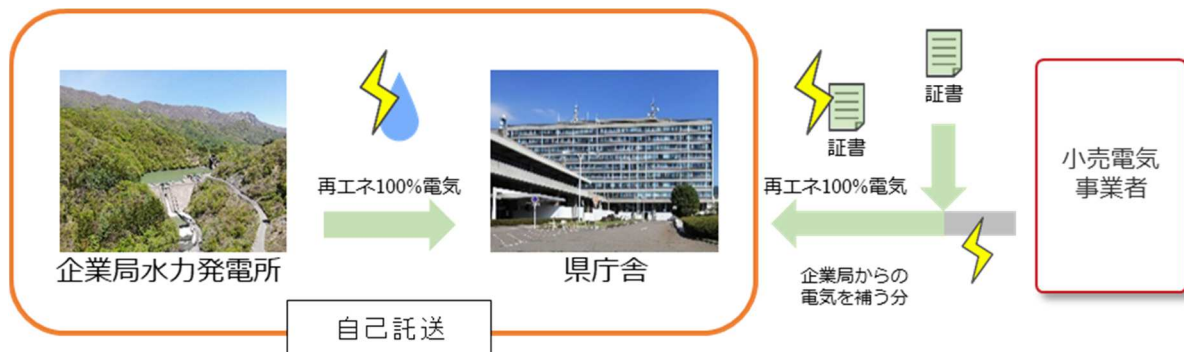 証書
証書
再エネ100%電気
再エネ100%電気
小売電気
事業者
企業局水力発電所
県庁舎
企業局からの
電気を補う分
自己託送